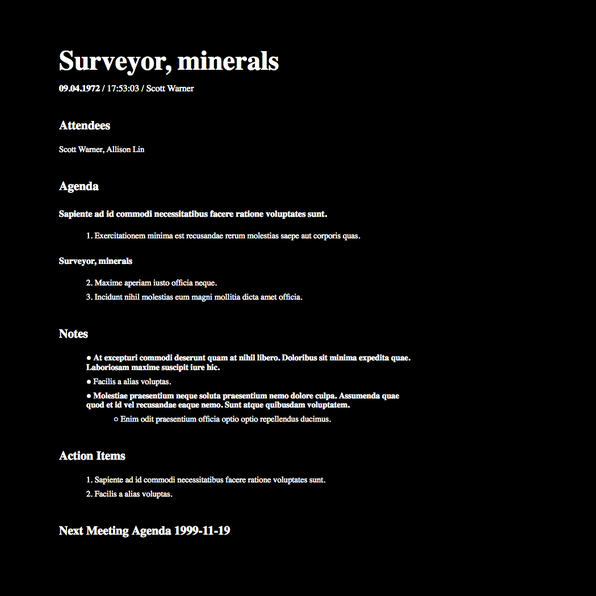 Surveyor, minerals
09.04.1972 / 17:53:03 / Scott Warner
Attendees
Scott Warner, Allison Lin
Agenda
Sapiente ad id commodi necessitatibus facere ratione voluptates sunt.
1. Exercitationem minima est recusandae rerum molestias saepe aut corporis quas.
Surveyor, minerals
2. Maxime aperiam iusto officia neque.
3. Incidunt nihil molestias eum magni mollitia dicta amet officia.
Notes
● At excepturi commodi deserunt quam at nihil libero. Doloribus sit minima expedita quae.
Laboriosam maxime suscipit iure hic.
● Facilis a alias voluptas.
● Molestiae praesentium neque soluta praesentium nemo dolore culpa. Assumenda quae
quod et id vel recusandae eaque nemo. Sunt atque quibusdam voluptatem.
○ Enim odit praesentium officia optio optio repellendus ducimus.
Action Items
1. Sapiente ad id commodi necessitatibus facere ratione voluptates sunt.
2. Facilis a alias voluptas.
Next Meeting Agenda 1999-11-19